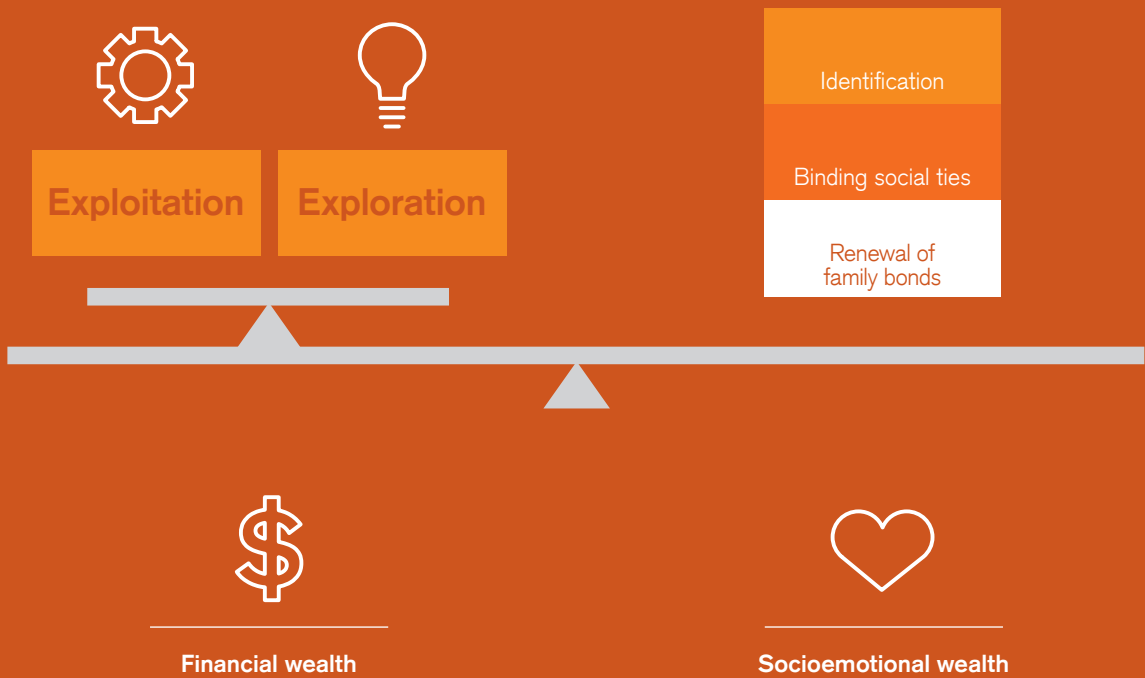 Exploitation
Exploration
Identification
Binding social ties
Renewal of
family bonds
Financial wealth
Socioemotional wealth